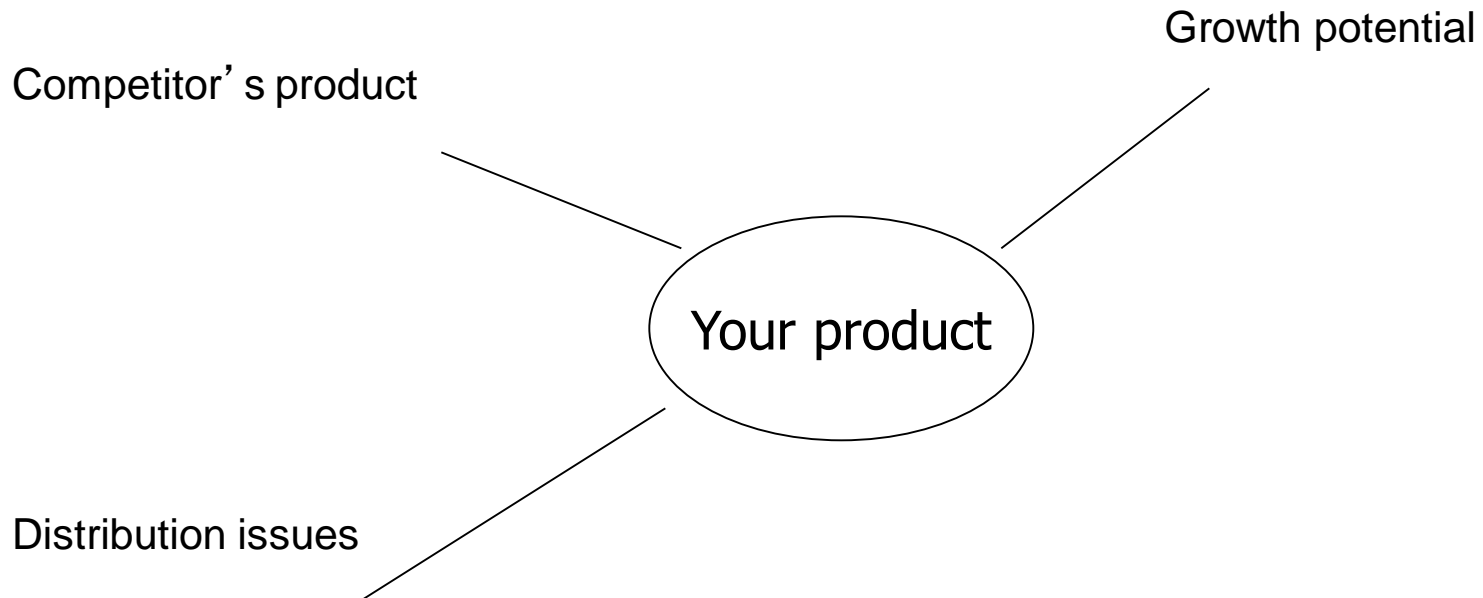 Growth potential
Competitor’s product
Your product
Distribution issues